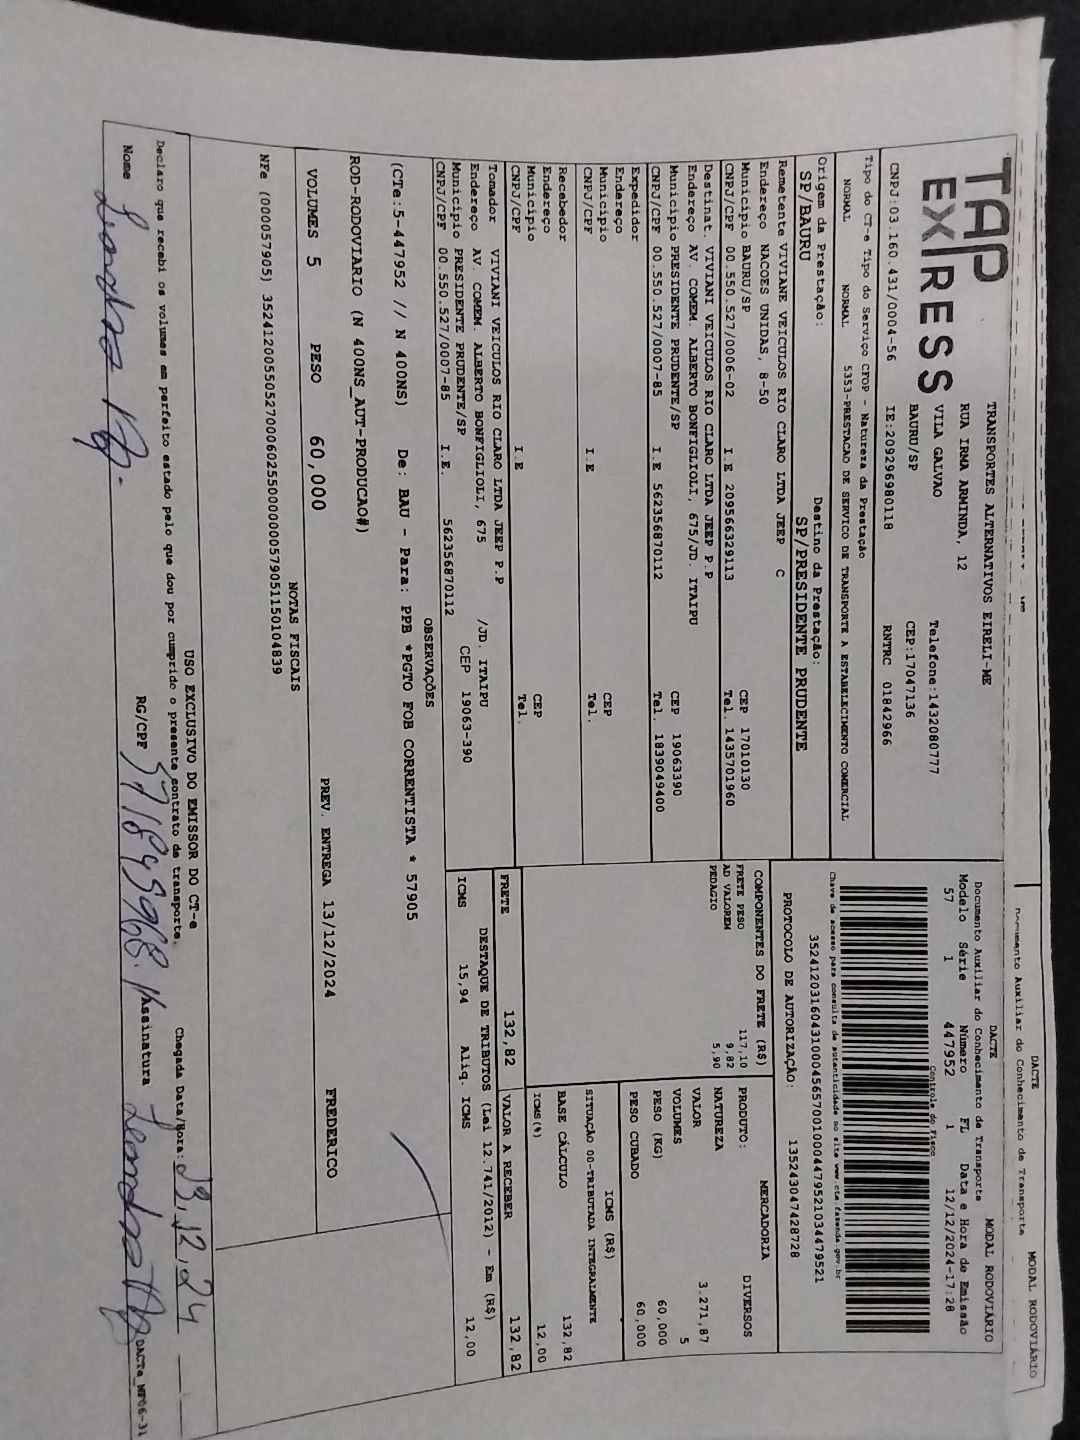 DACTE MODAL RODOVIÁRIO
Documento Auxiliar do Conhecimento de Transporte
TAP EXPRESS
TRANSPORTES ALTERNATIVOS EIRELI-ME
RUA IRMA ARMINDA, 12
VILA GALVAO Telefone:1432080777
BAURU/SP CEP:17047136
CNPJ:03.160.431/0004-56 IE:209296980118 RNTRC 01842966
DACTE MODAL RODOVIÁRIO
Documento Auxiliar do Conhecimento de Transporte
Modelo Série Número FL Data e Hora de Emissão
57 1 447952 1 12/12/2024-17:28
Controle do Fisco
Chave de acesso para consulta de autenticidade no site www.cte.fazenda.gov.br
35241203160431000456570010004479521034479521
PROTOCOLO DE AUTORIZAÇÃO: 135243047428728
Tipo do CT-e Tipo do Serviço CFOP - Natureza da Prestação
NORMAL NORMAL 5353-PRESTACAO DE SERVICO DE TRANSPORTE A ESTABELECIMENTO COMERCIAL
Origem da Prestação: Destino da Prestação:
SP/BAURU SP/PRESIDENTE PRUDENTE
Remetente VIVIANE VEICULOS RIO CLARO LTDA JEEP C
Endereço NACOES UNIDAS, 8-50
Município BAURU/SP CEP 17010130
CNPJ/CPF 00.550.527/0006-02 I.E 209566329113 Tel. 1435701960
Destinat. VIVIANI VEICULOS RIO CLARO LTDA JEEP P.P
Endereço AV. COMEM. ALBERTO BONFIGLIOLI, 675/JD. ITAIPU
Município PRESIDENTE PRUDENTE/SP CEP 19063390
CNPJ/CPF 00.550.527/0007-85 I.E 562356870112 Tel. 1839049400
Expedidor
Endereço
Município CEP
CNPJ/CPF I.E Tel.
Recebedor
Endereço
Município CEP
CNPJ/CPF I.E Tel.
Tomador VIVIANI VEICULOS RIO CLARO LTDA JEEP P.P
Endereço AV. COMEM. ALBERTO BONFIGLIOLI, 675 /JD. ITAIPU
Município PRESIDENTE PRUDENTE/SP CEP 19063-390
CNPJ/CPF 00.550.527/0007-85 I.E. 562356870112
COMPONENTES DO FRETE (R$)
FRETE PESO 117,10
AD VALOREM 9,82
PEDAGIO 5,90
MERCADORIA
PRODUTO: DIVERSOS
NATUREZA
VALOR 3.271,87
VOLUMES 5
PESO (KG) 60,000
PESO CUBADO 60,000
ICMS (R$)
SITUAÇÃO 00-TRIBUTADA INTEGRALMENTE
BASE CÁLCULO 132,82
ICMS(%) 12,00
FRETE 132,82 VALOR A RECEBER 132,82
DESTAQUE DE TRIBUTOS (Lei 12.741/2012) - Em (R$)
ICMS 15,94 Aliq. ICMS 12,00
OBSERVAÇÕES
(CTe:5-447952 // N 400NS) De: BAU - Para: PPB *PGTO FOB CORRENTISTA * 57905
ROD-RODOVIARIO (N 400NS_AUT-PRODUCAO#)
VOLUMES 5 PESO 60,000 PREV. ENTREGA 13/12/2024 FREDERICO
NOTAS FISCAIS
NFe (000057905) 35241200550527000602550000000579051150104839
USO EXCLUSIVO DO EMISSOR DO CT-e
Declaro que recebi os volumes em perfeito estado pelo que dou por cumprido o presente contrato de transporte. Chegada Data/Hora: 13,12,24
Nome RG/CPF Assinatura
DACTe_MF06-31